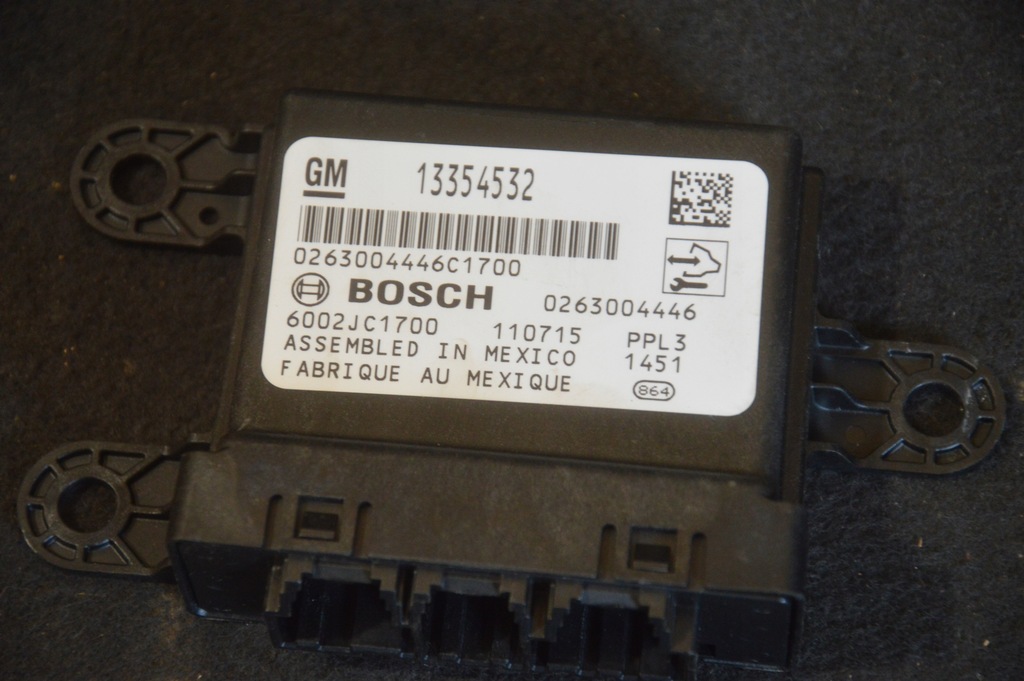 GM 13354532
0263004446C1700
BOSCH 0263004446
6002JC1700 110715 PPL3
ASSEMBLED IN MEXICO 1451
FABRIQUE AU MEXIQUE 864